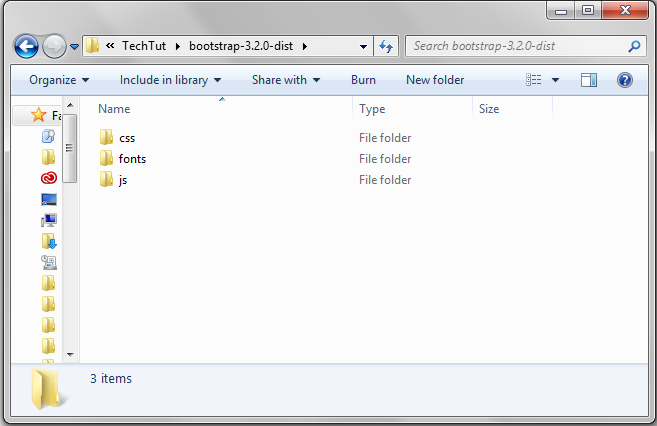 « TechTut ▸ bootstrap-3.2.0-dist ▸ Search bootstrap-3.2.0-dist
Organize Include in library Share with Burn New folder
Name Type Size
Fa
css File folder
fonts File folder
js File folder
3 items